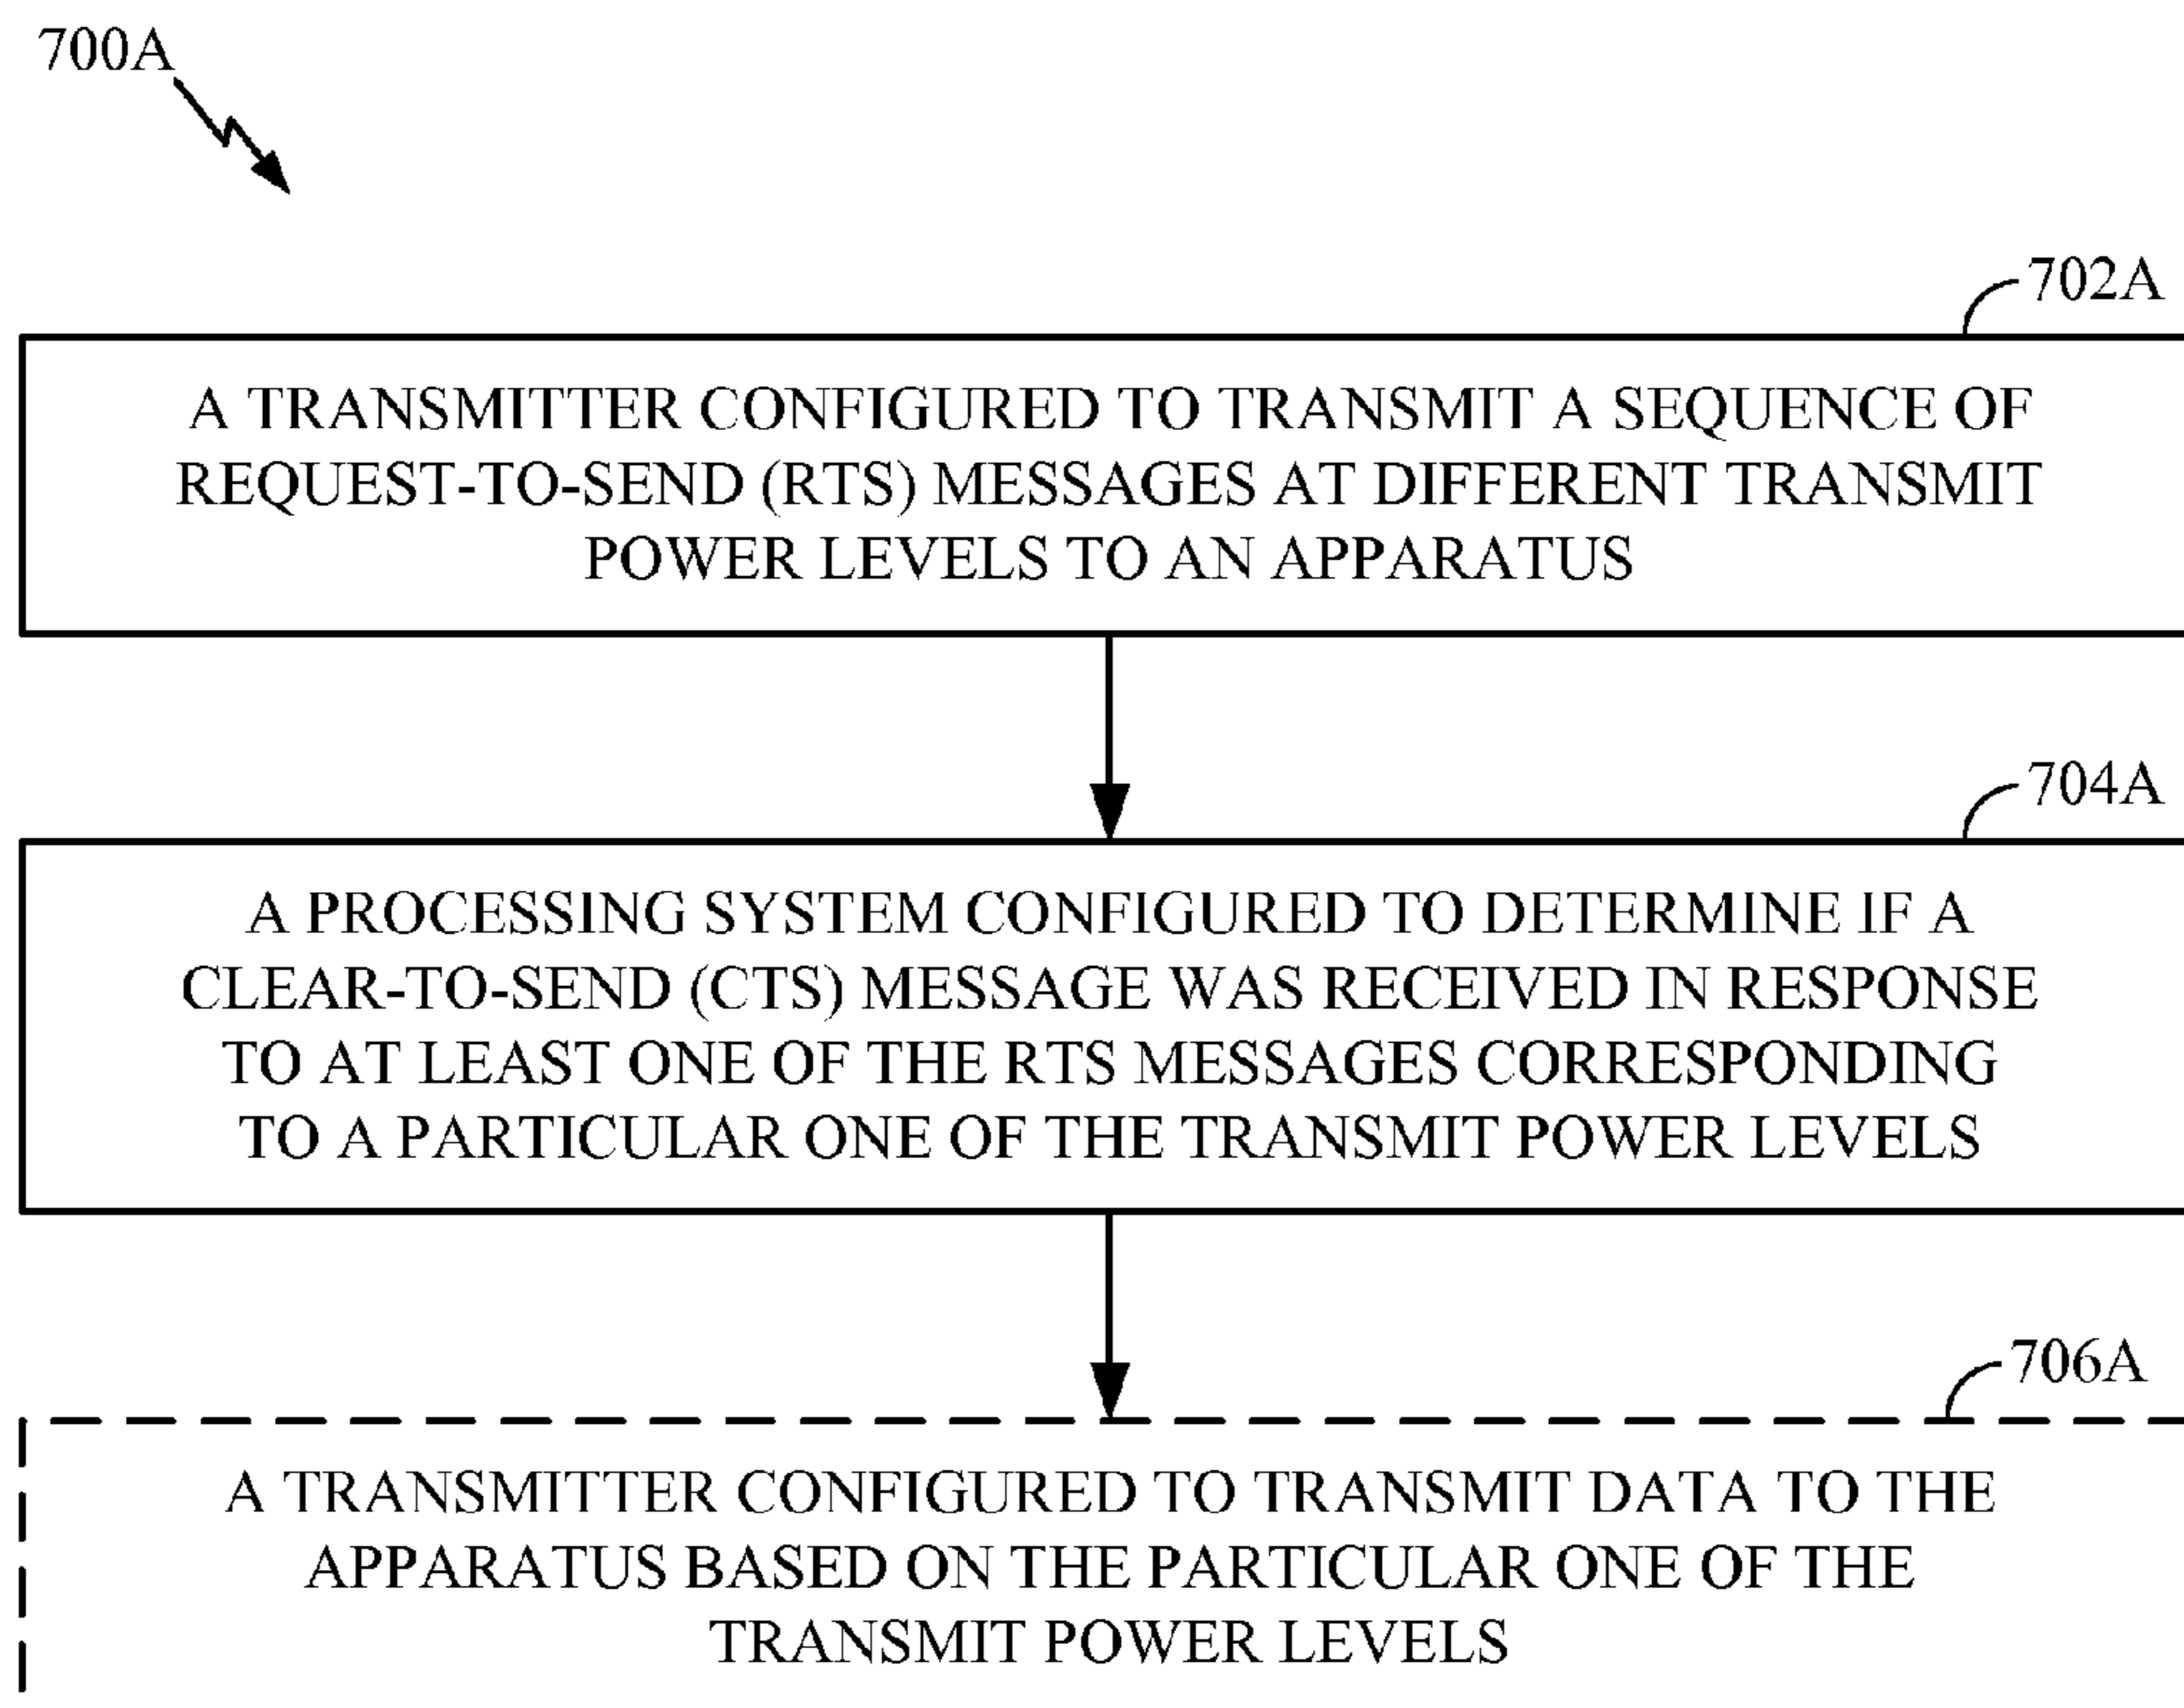 700A
702A
A TRANSMITTER CONFIGURED TO TRANSMIT A SEQUENCE OF
REQUEST-TO-SEND (RTS) MESSAGES AT DIFFERENT TRANSMIT
POWER LEVELS TO AN APPARATUS
704A
A PROCESSING SYSTEM CONFIGURED TO DETERMINE IF A
CLEAR-TO-SEND (CTS) MESSAGE WAS RECEIVED IN RESPONSE
TO AT LEAST ONE OF THE RTS MESSAGES CORRESPONDING
TO A PARTICULAR ONE OF THE TRANSMIT POWER LEVELS
706A
A TRANSMITTER CONFIGURED TO TRANSMIT DATA TO THE
APPARATUS BASED ON THE PARTICULAR ONE OF THE
TRANSMIT POWER LEVELS